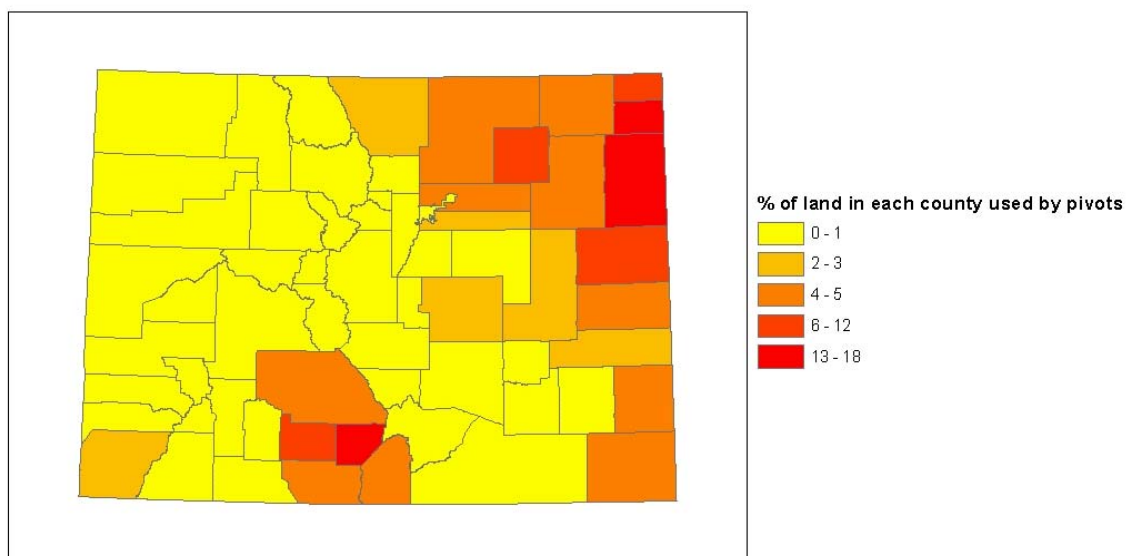 % of land in each county used by pivots
0 - 1
2 - 3
4 - 5
6 - 12
13 - 18